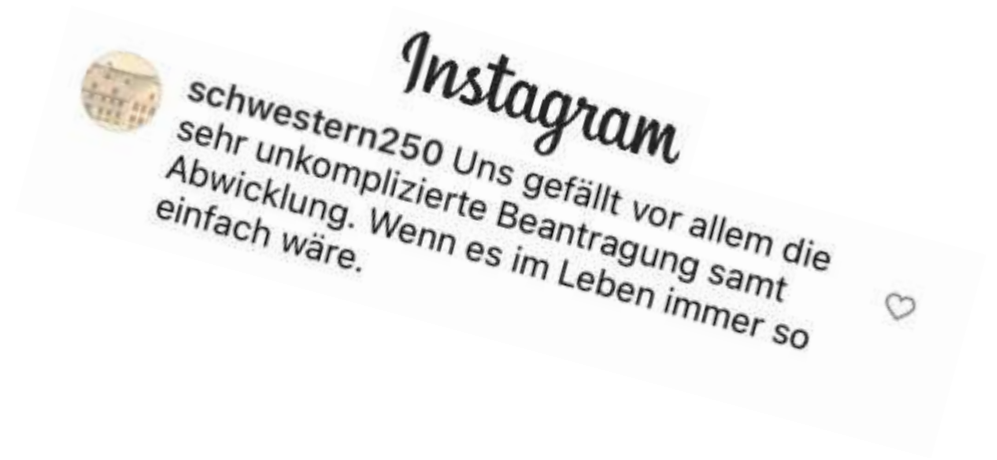 Instagram
schwestern250 Uns gefällt vor allem die
sehr unkomplizierte Beantragung samt
Abwicklung. Wenn es im Leben immer so
einfach wäre.